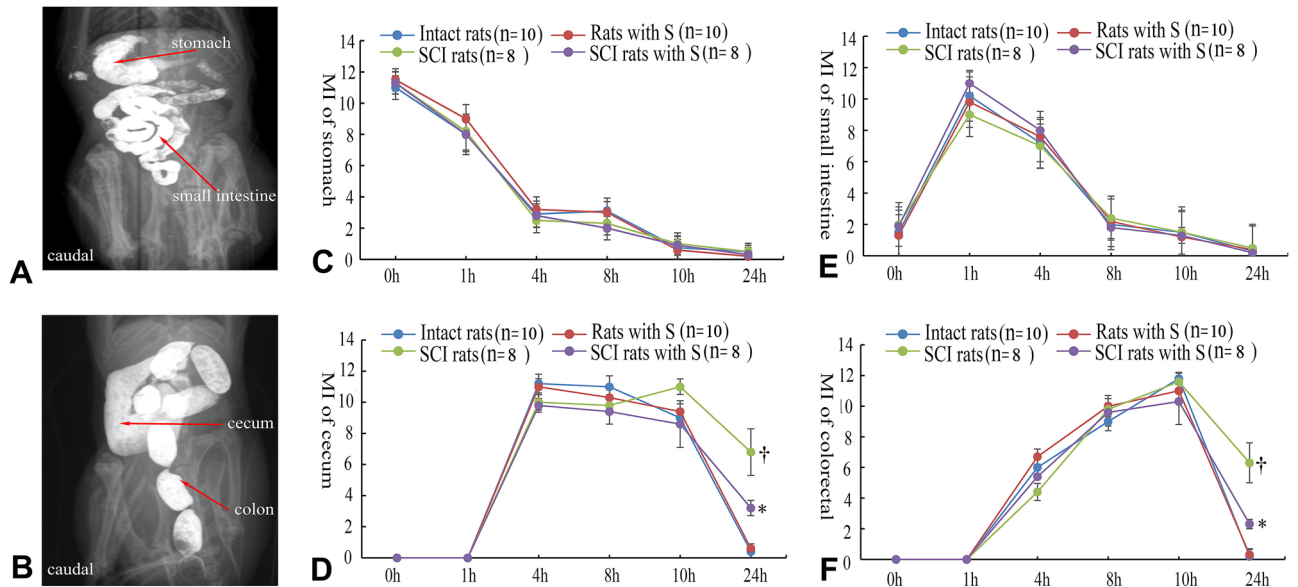 stomach
small intestine
caudal
A
cecum
colon
caudal
B
Intact rats(n=10) Rats with S (n=10)
SCI rats(n=8 ) SCI rats with S(n=8 )
MI of stomach
14
12
10
8
6
4
2
0
0h 1h 4h 8h 10h 24h
C
Intact rats(n=10) Rats with S (n=10)
SCI rats(n=8 ) SCI rats with S(n=8 )
MI of small intestine
14
12
10
8
6
4
2
0
0h 1h 4h 8h 10h 24h
E
Intact rats(n=10) Rats with S (n=10)
SCI rats(n=8 ) SCI rats with S(n=8 )
MI of cecum
14
12
10
8
6
4
2
0
†
*
0h 1h 4h 8h 10h 24h
D
Intact rats(n=10) Rats with S (n=10)
SCI rats(n=8 ) SCI rats with S(n=8 )
MI of colorectal
14
12
10
8
6
4
2
0
†
*
0h 1h 4h 8h 10h 24h
F